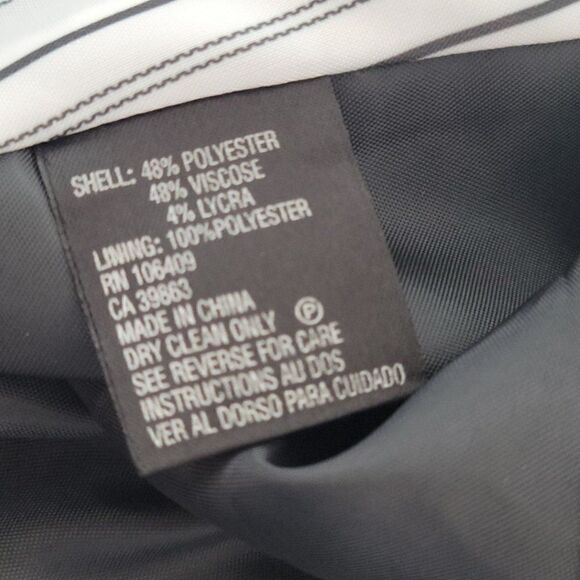 SHELL: 48% POLYESTER
48% VISCOSE
4% LYCRA
LINING: 100%POLYESTER
RN 106409
CA 39863
MADE IN CHINA
DRY CLEAN ONLY Ⓟ
SEE REVERSE FOR CARE
INSTRUCTIONS AU DOS
VER AL DORSO PARA CUIDADO